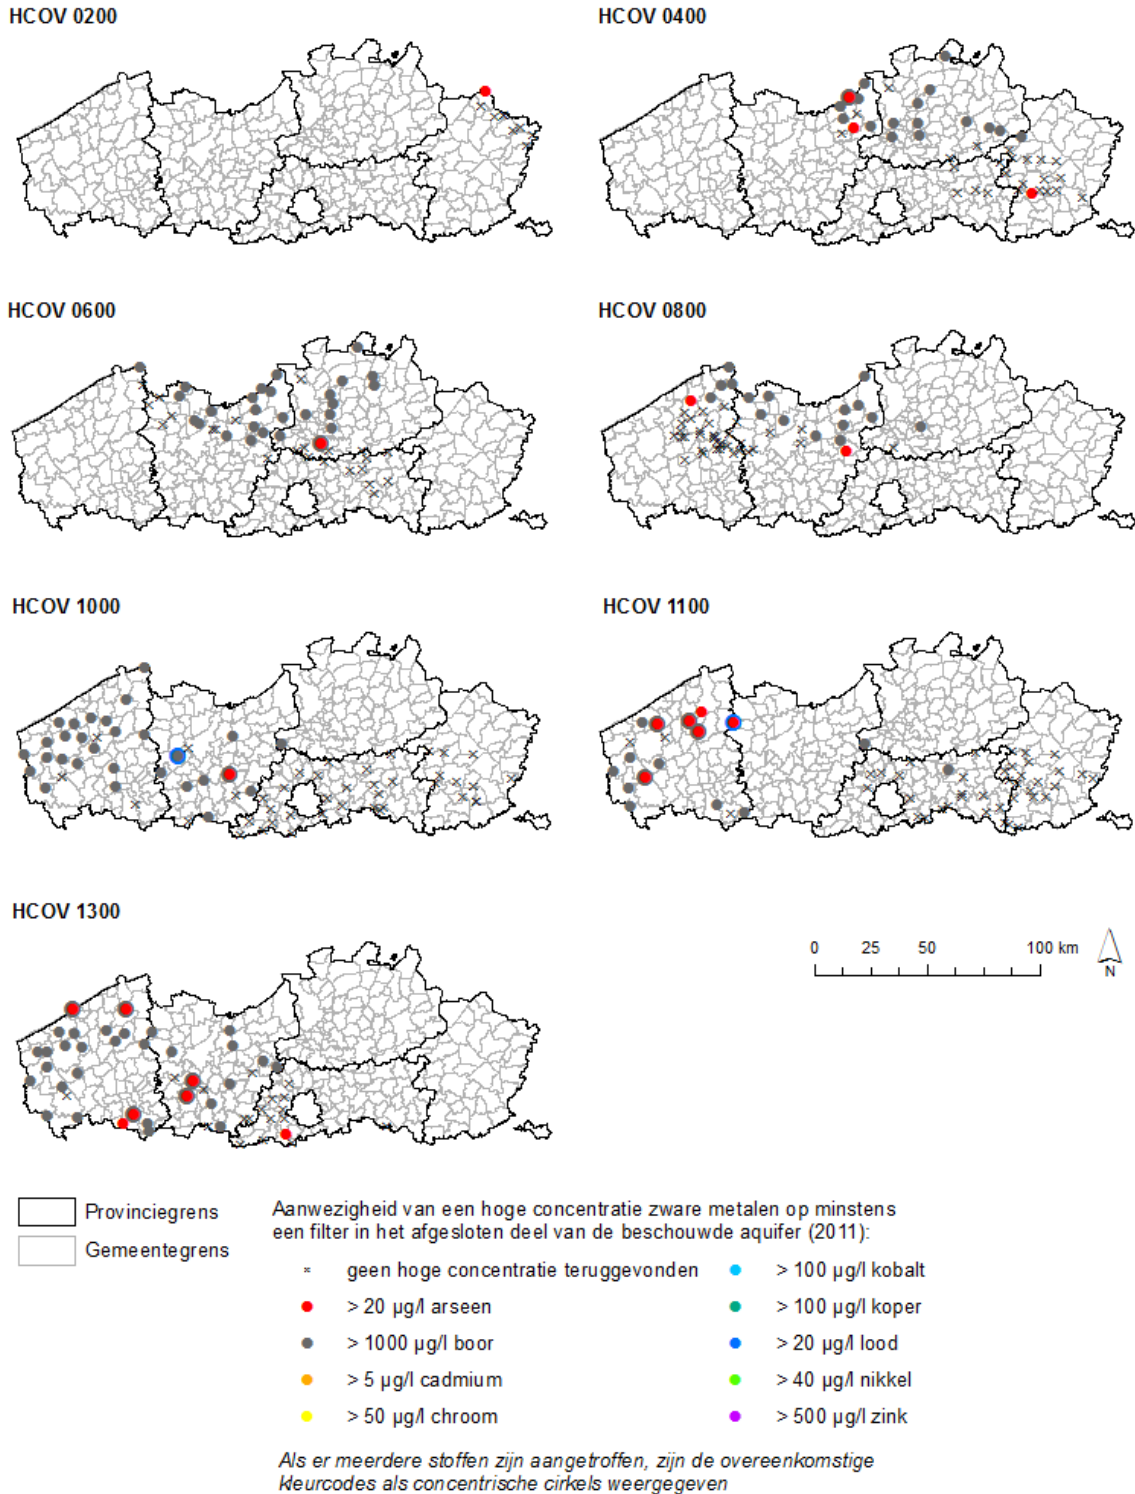 HCOV 0200
HCOV 0400
HCOV 0600
HCOV 0800
HCOV 1000
HCOV 1100
HCOV 1300
0 25 50 100 km
N
Provinciegrens
Gemeentegrens
Aanwezigheid van een hoge concentratie zware metalen op minstens
een filter in het afgesloten deel van de beschouwde aquifer (2011):
geen hoge concentratie teruggevonden
> 20 µg/l arseen
> 1000 µg/l boor
> 5 µg/l cadmium
> 50 µg/l chroom
> 100 µg/l kobalt
> 100 µg/l koper
> 20 µg/l lood
> 40 µg/l nikkel
> 500 µg/l zink
Als er meerdere stoffen zijn aangetroffen, zijn de overeenkomstige
kleurcodes als concentrische cirkels weergegeven